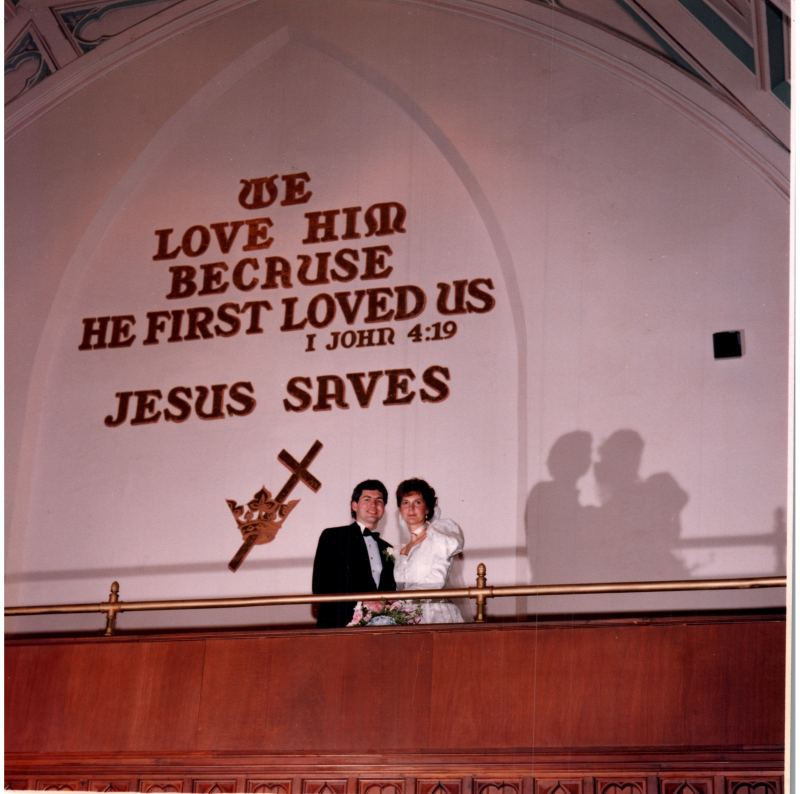 WE
LOVE HIM
BECAUSE
HE FIRST LOVED US
I JOHN 4:19
JESUS SAVES